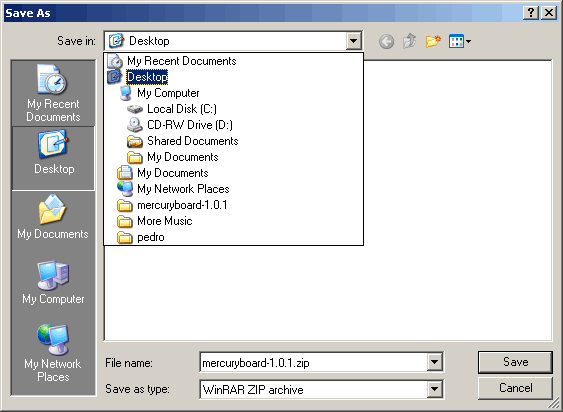 Save As
Save in:
Desktop
My Recent Documents
Desktop
My Computer
Local Disk (C:)
CD-RW Drive (D:)
Shared Documents
My Documents
My Documents
My Network Places
mercuryboard-1.0.1
More Music
pedro
My Recent
Documents
Desktop
My Documents
My Computer
My Network
Places
File name:
mercuryboard-1.0.1.zip
Save
Save as type:
WinRAR ZIP archive
Cancel